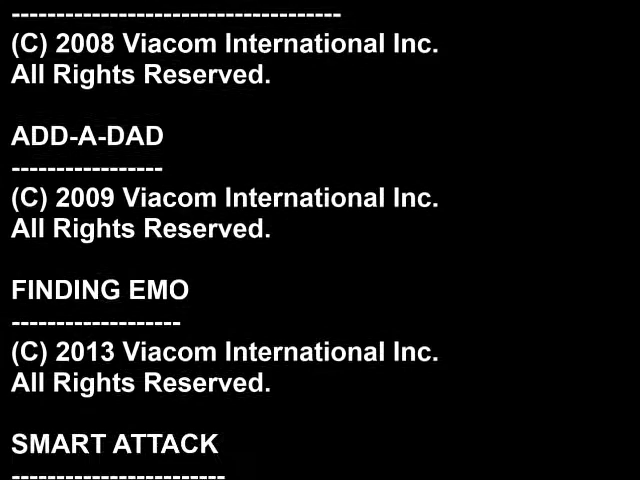 -------------------------------------
(C) 2008 Viacom International Inc.
All Rights Reserved.
ADD-A-DAD
-----------------
(C) 2009 Viacom International Inc.
All Rights Reserved.
FINDING EMO
-------------------
(C) 2013 Viacom International Inc.
All Rights Reserved.
SMART ATTACK
------------------------